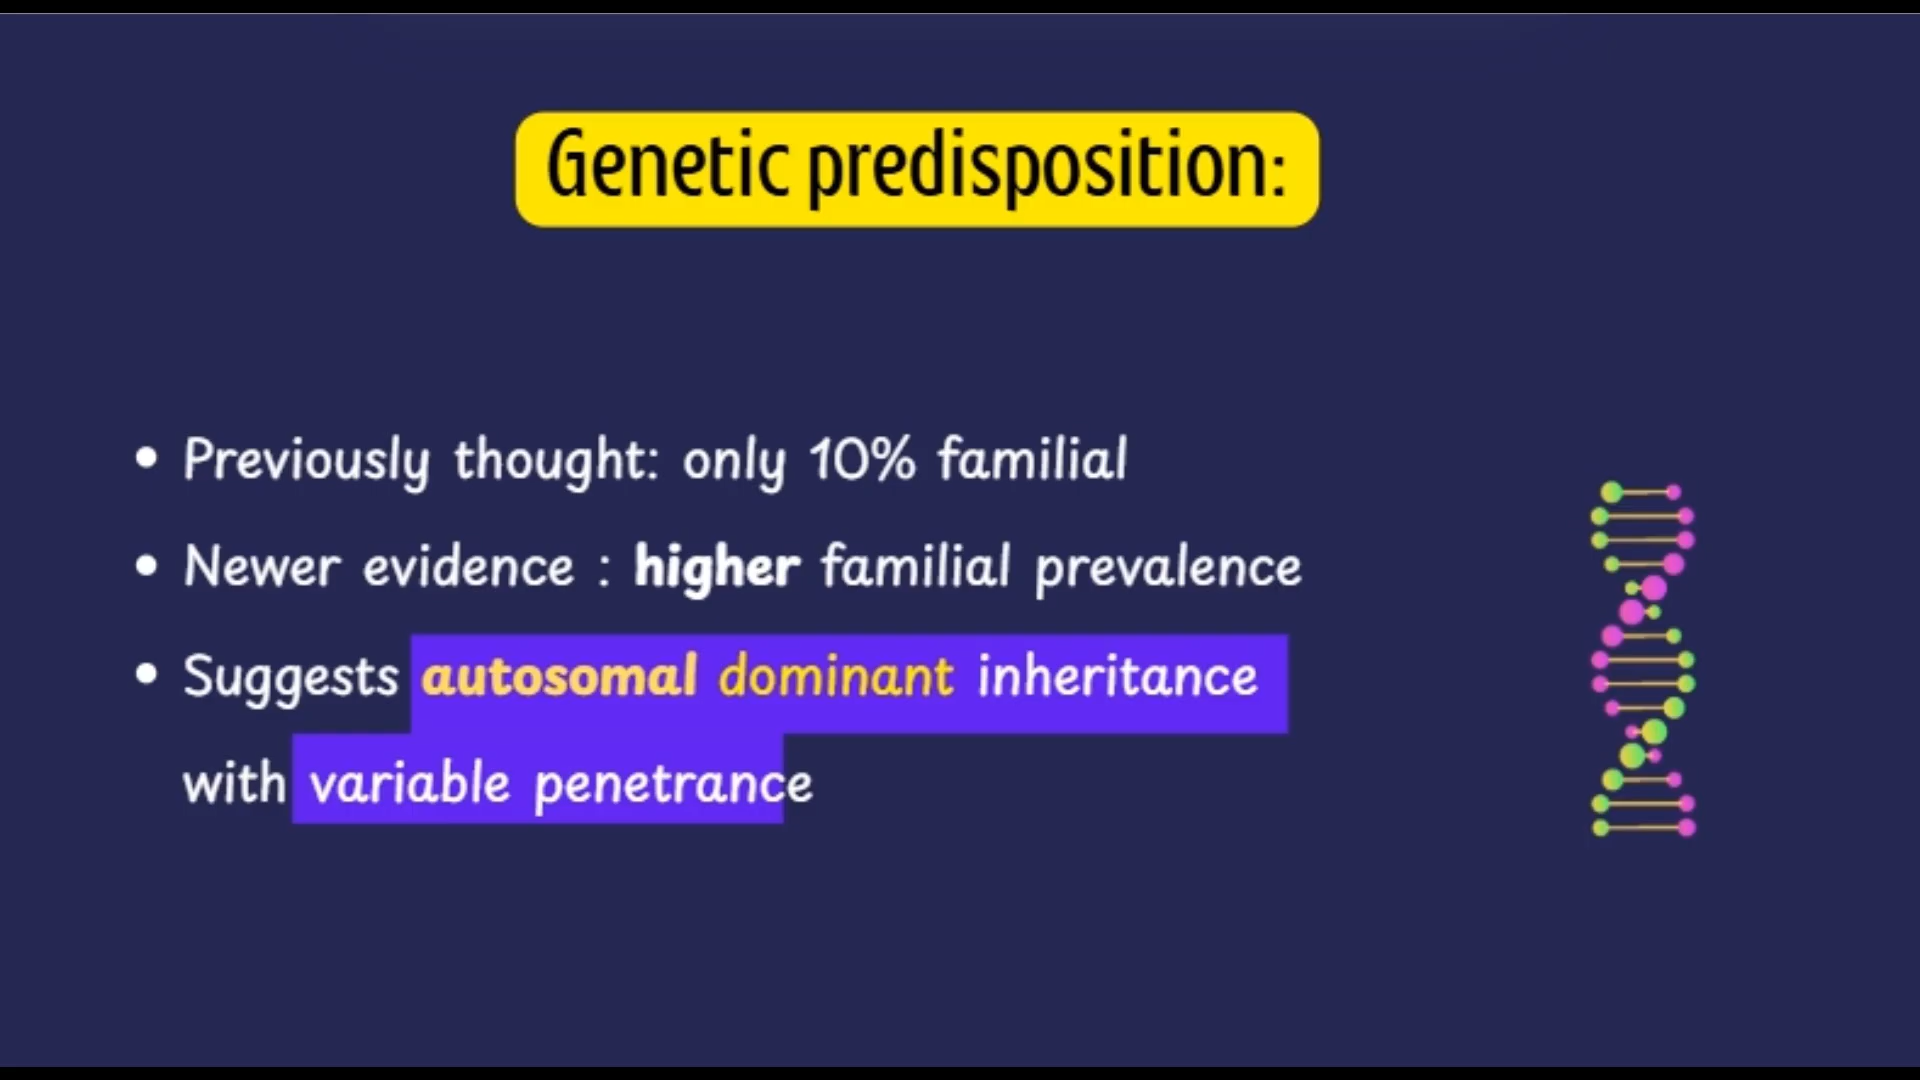 Genetic predisposition:
• Previously thought: only 10% familial
• Newer evidence : higher familial prevalence
• Suggests autosomal dominant inheritance
with variable penetrance